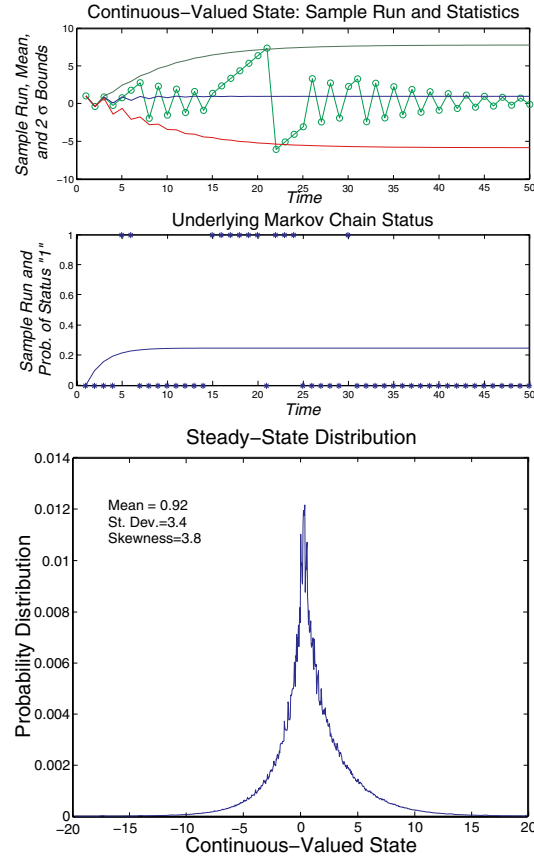 Continuous-Valued State: Sample Run and Statistics
Sample Run, Mean,
and 2 σ Bounds
10
5
0
−5
−10
0 5 10 15 20 25 30 35 40 45 50
Time
Underlying Markov Chain Status
Sample Run and
Prob. of Status "1"
1
0.8
0.6
0.4
0.2
0
0 5 10 15 20 25 30 35 40 45 50
Time
Steady−State Distribution
Probability Distribution
0.014
0.012
0.01
0.008
0.006
0.004
0.002
0
Mean = 0.92
St. Dev.=3.4
Skewness=3.8
−20 −15 −10 −5 0 5 10 15 20
Continuous−Valued State